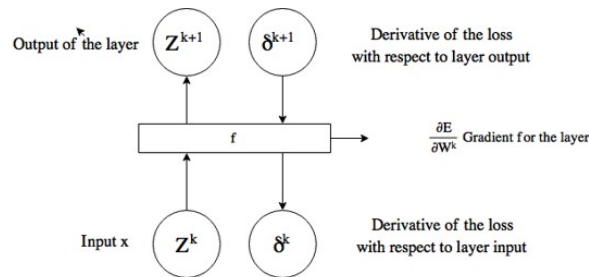 Output of the layer
Z^{k+1}
δ^{k+1}
Derivative of the loss
with respect to layer output
f
∂E
∂W^k
Gradient f or the layer
Input x
Z^k
δ^k
Derivative of the loss
with respect to layer input